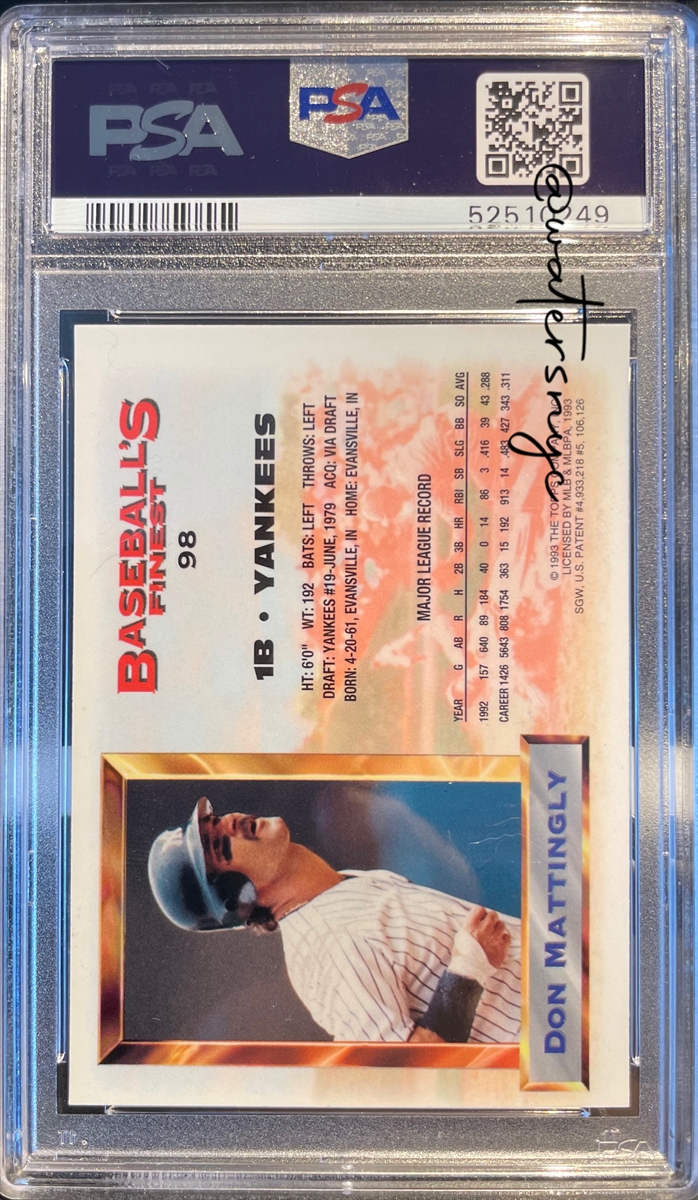 PSA
PSA
52510249
@watersnyc
BASEBALL'S
FINEST
98
1B • YANKEES
HT: 6'0" WT: 192 BATS: LEFT THROWS: LEFT
DRAFT: YANKEES #19-JUNE, 1979 ACQ: VIA DRAFT
BORN: 4-20-61, EVANSVILLE, IN HOME: EVANSVILLE, IN
MAJOR LEAGUE RECORD
YEAR G AB R H 2B 3B HR RBI SB SLG BB SO AVG
1992 157 640 89 184 40 0 14 86 3 .416 39 43 .288
CAREER 1426 5643 808 1754 363 15 192 913 14 .483 427 343 .311
© 1993 THE TOPPS COMPANY,
LICENSED BY MLB & MLBPA, 1993
SGW, U.S. PATENT #4,933,218 #5,106,126
DON MATTINGLY
PSA